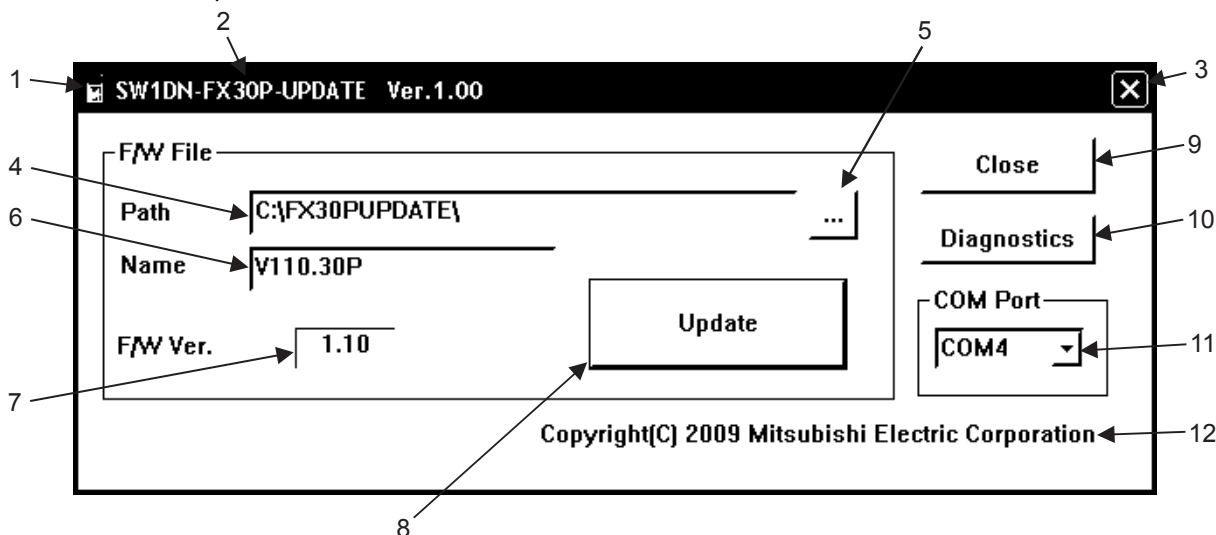 2
5
1
SW1DN-FX30P-UPDATE Ver.1.00
3
F/W File
4
Path
C:\FX30PUPDATE\
...
Close
9
6
Name
V110.30P
Diagnostics
10
COM Port
F/W Ver.
1.10
Update
COM4
11
7
Copyright(C) 2009 Mitsubishi Electric Corporation
12
8